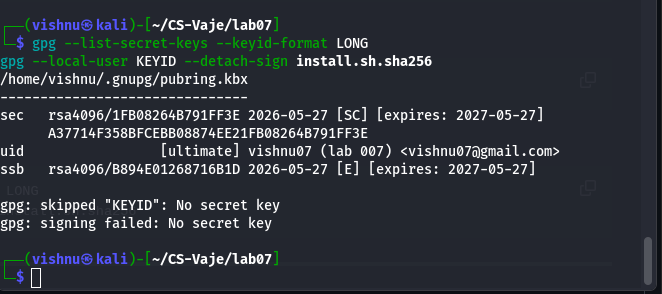 ┌──(vishnu㉿kali)-[~/CS-Vaje/lab07]
└─$ gpg --list-secret-keys --keyid-format LONG
gpg --local-user KEYID --detach-sign install.sh.sha256
/home/vishnu/.gnupg/pubring.kbx
-------------------------------
sec   rsa4096/1FB08264B791FF3E 2026-05-27 [SC] [expires: 2027-05-27]
      A37714F358BFCEBB08874EE21FB08264B791FF3E
uid                 [ultimate] vishnu07 (lab 007) <vishnu07@gmail.com>
ssb   rsa4096/B894E01268716B1D 2026-05-27 [E] [expires: 2027-05-27]
LONG
gpg: skipped "KEYID": No secret key
gpg: signing failed: No secret key
┌──(vishnu㉿kali)-[~/CS-Vaje/lab07]
└─$